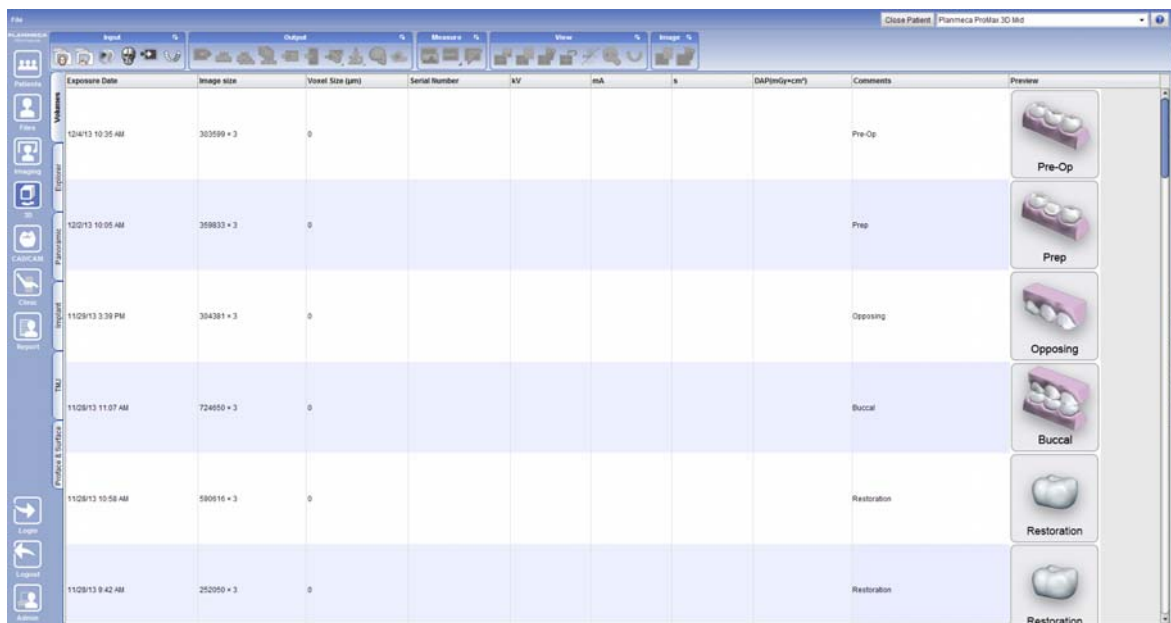 File
Close Patient Planmeca ProMax 3D Mid
PLANMECA
Input Output Measure View Image
Patients
Files
Imaging
3D
CAD/CAM
Clinic
Report
Login
Logout
Admin
Volumes
Explorer
Panoramic
Implant
TMJ
Proface & Surface
Exposure Date Image size Voxel Size (µm) Serial Number kV mA s DAP(mGy×cm²) Comments Preview
12/4/13 10:35 AM 303599 × 3 0 Pre-Op
Pre-Op
12/2/13 10:05 AM 359833 × 3 0 Prep
Prep
11/29/13 3:39 PM 304381 × 3 0 Opposing
Opposing
11/28/13 11:07 AM 724650 × 3 0 Buccal
Buccal
11/28/13 10:58 AM 580616 × 3 0 Restoration
Restoration
11/28/13 9:42 AM 252050 × 3 0 Restoration
Restoration